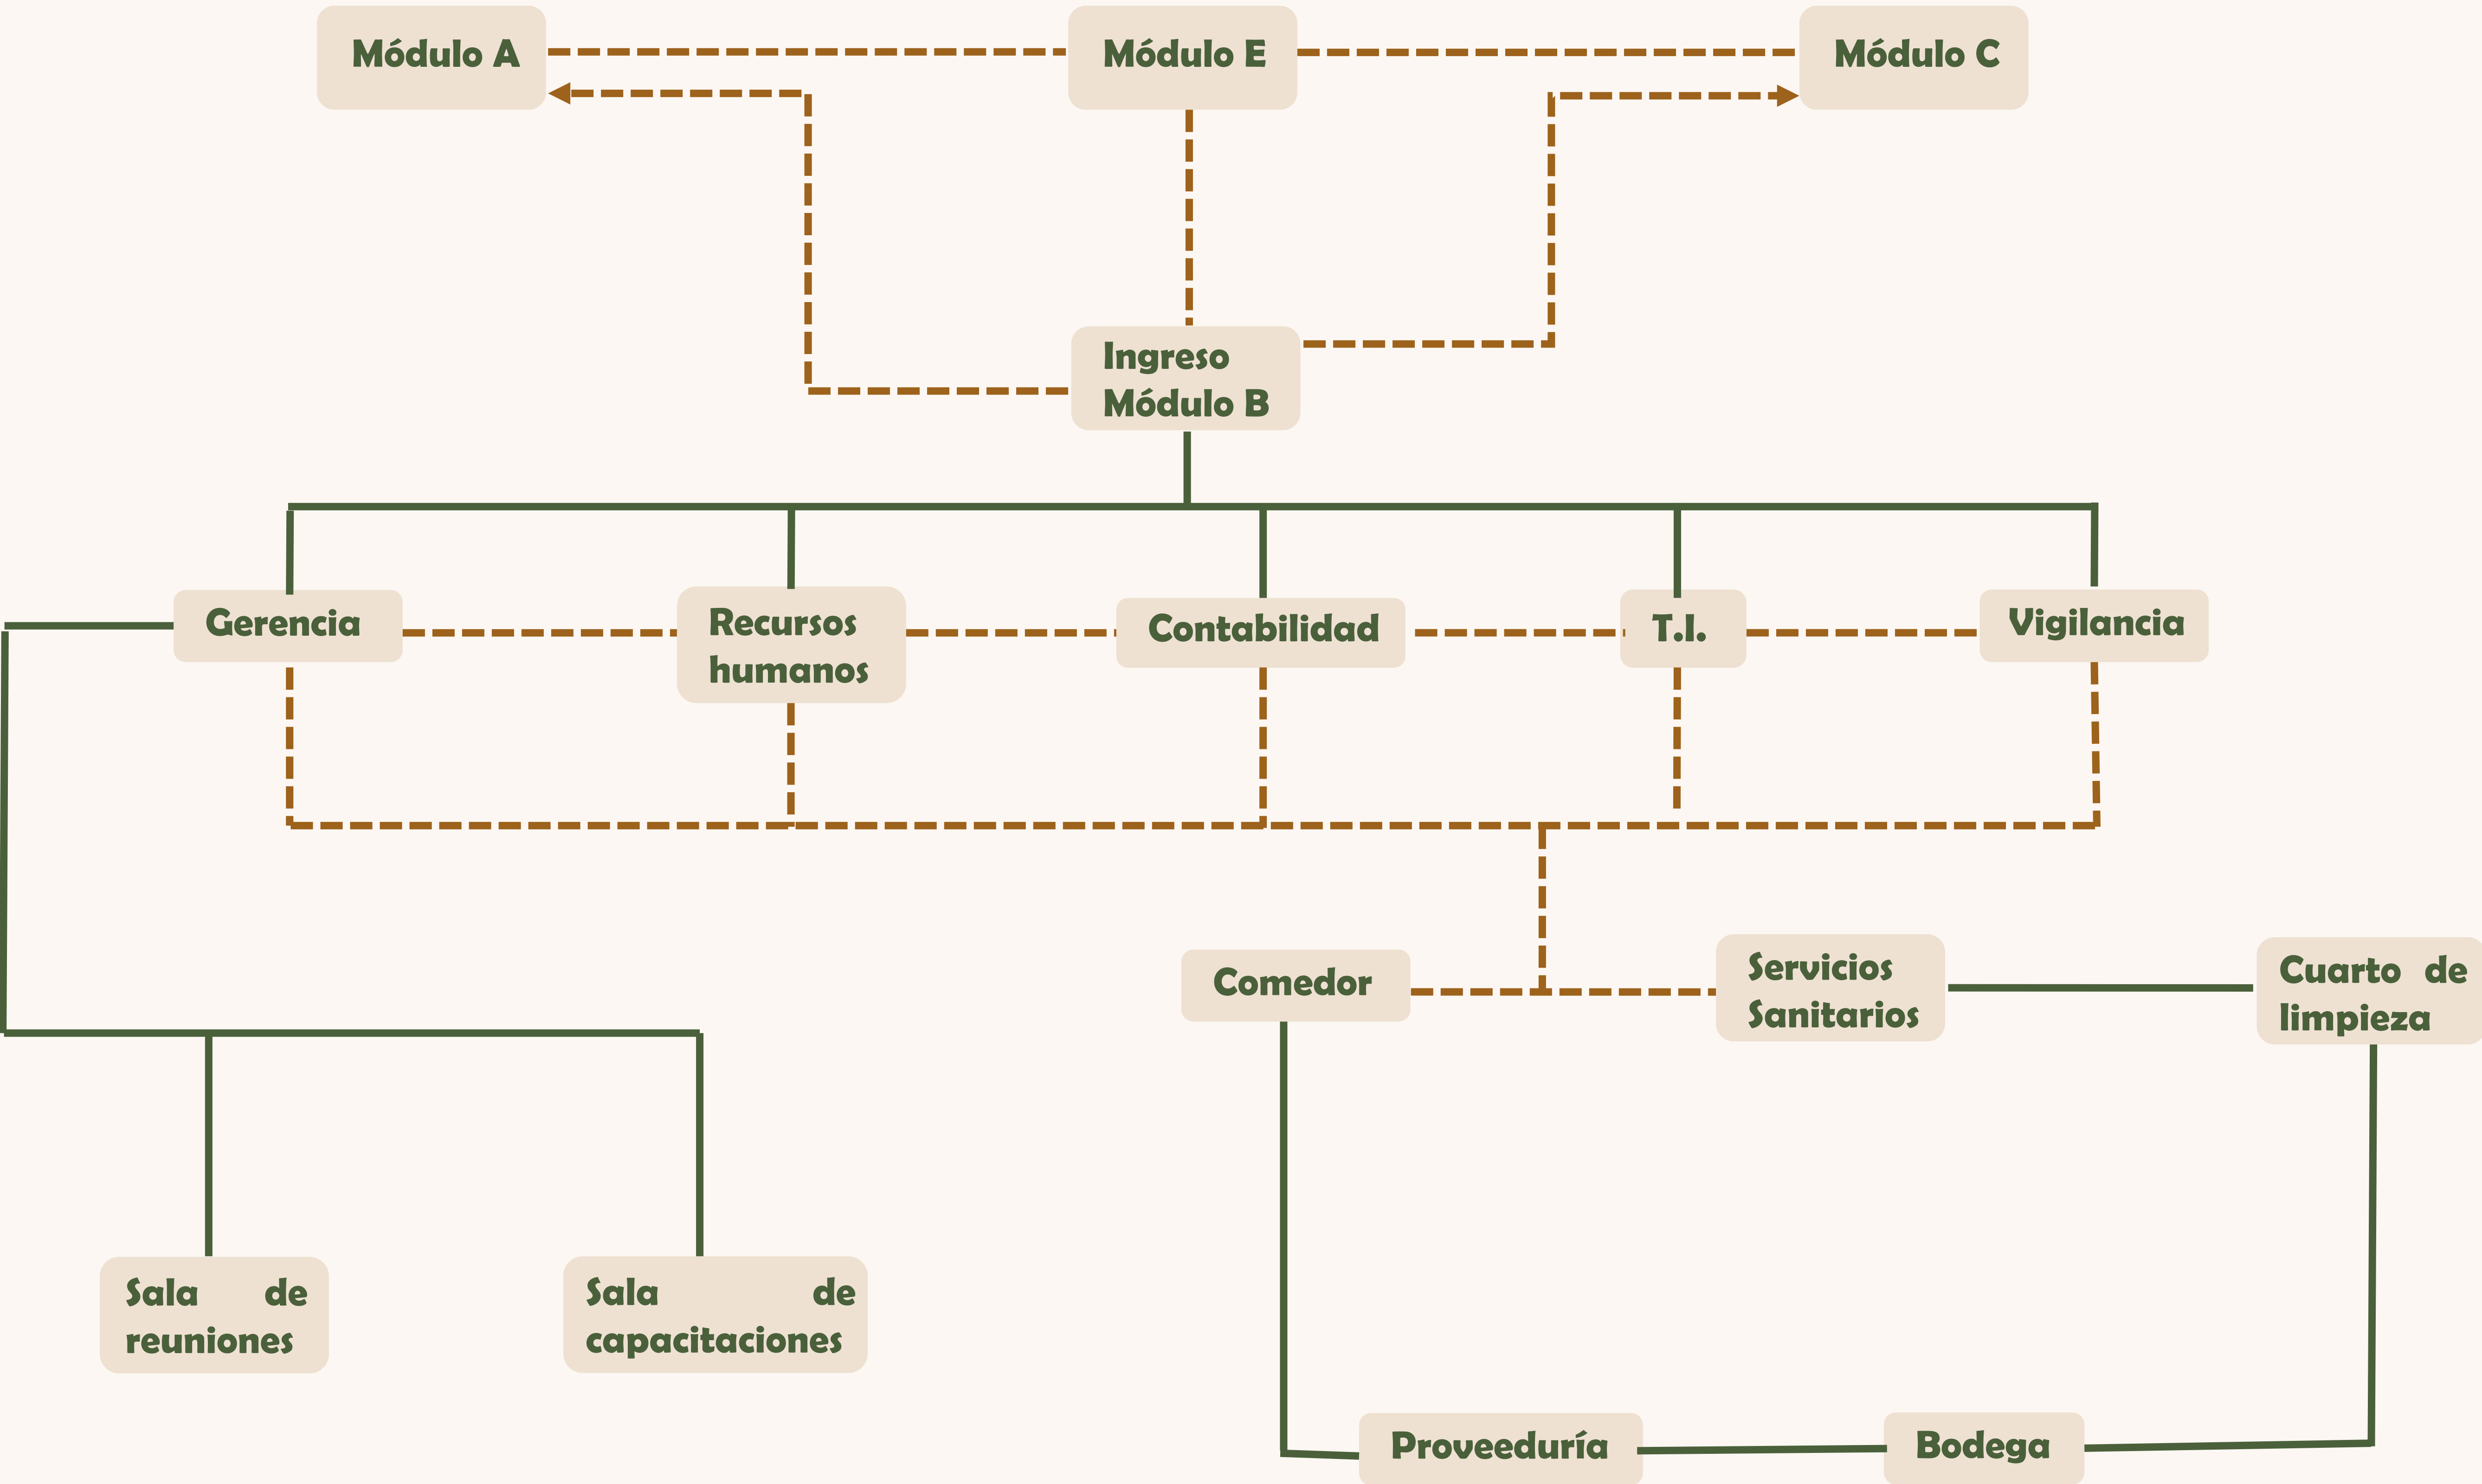 Módulo A
Módulo E
Módulo C
Ingreso
Módulo B
Gerencia
Recursos
humanos
Contabilidad
T.I.
Vigilancia
Comedor
Servicios
Sanitarios
Cuarto de
limpieza
Sala de
reuniones
Sala de
capacitaciones
Proveeduría
Bodega